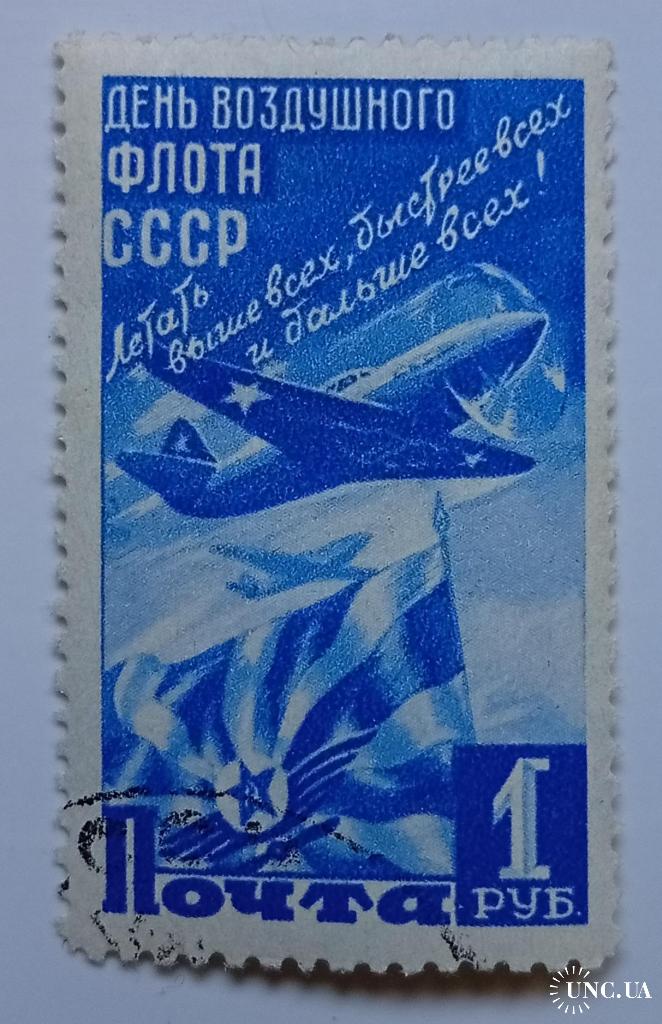 ДЕНЬ ВОЗДУШНОГО
ФЛОТА
СССР
Летать
выше всех, быстрее всех
и дальше всех!
1
РУБ.
Почта
UNC.UA